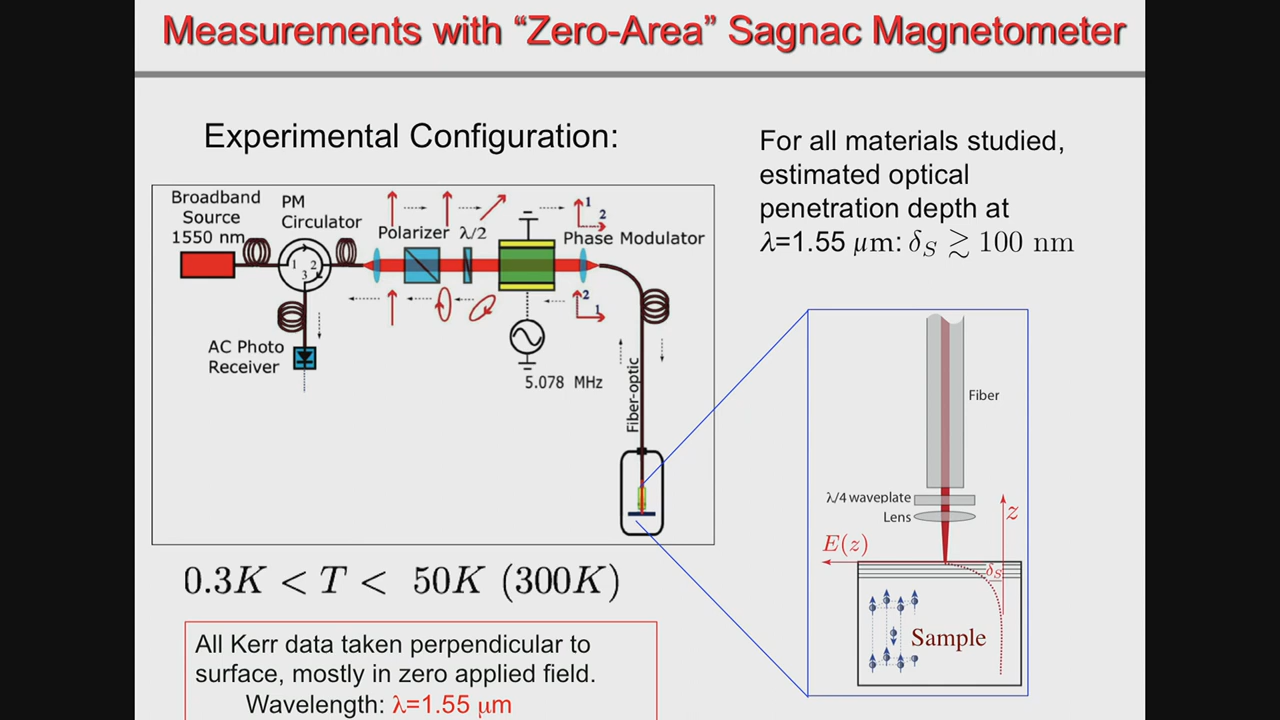 Measurements with “Zero-Area” Sagnac Magnetometer
Experimental Configuration:
Broadband
Source
1550 nm
PM
Circulator
1 2
3
Polarizer λ/2
1
2
Phase Modulator
2
1
AC Photo
Receiver
5.078 MHz
Fiber-optic
0.3K < T < 50K (300K)
All Kerr data taken perpendicular to
surface, mostly in zero applied field.
Wavelength: λ=1.55 µm
For all materials studied,
estimated optical
penetration depth at
λ=1.55 µm: δS ≳ 100 nm
Fiber
λ/4 waveplate
Lens
z
E(z)
δS
Sample